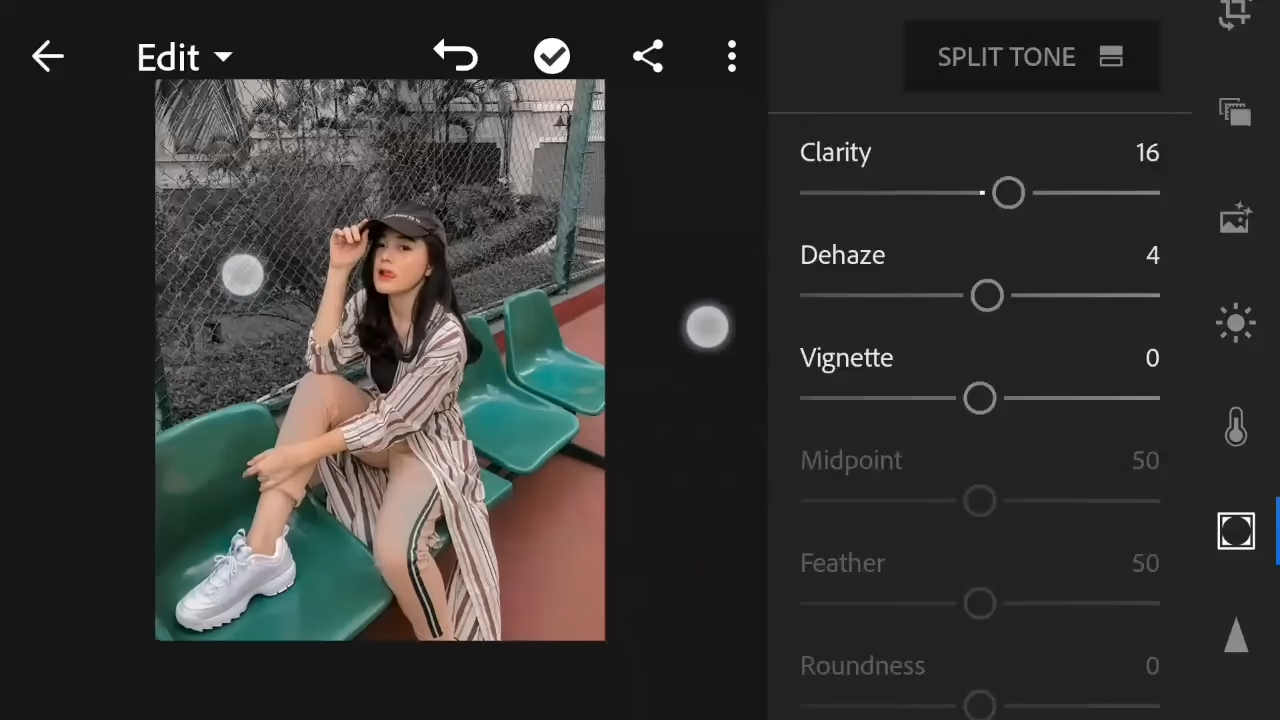 Edit
SPLIT TONE
Clarity 16
Dehaze 4
Vignette 0
Midpoint 50
Feather 50
Roundness 0